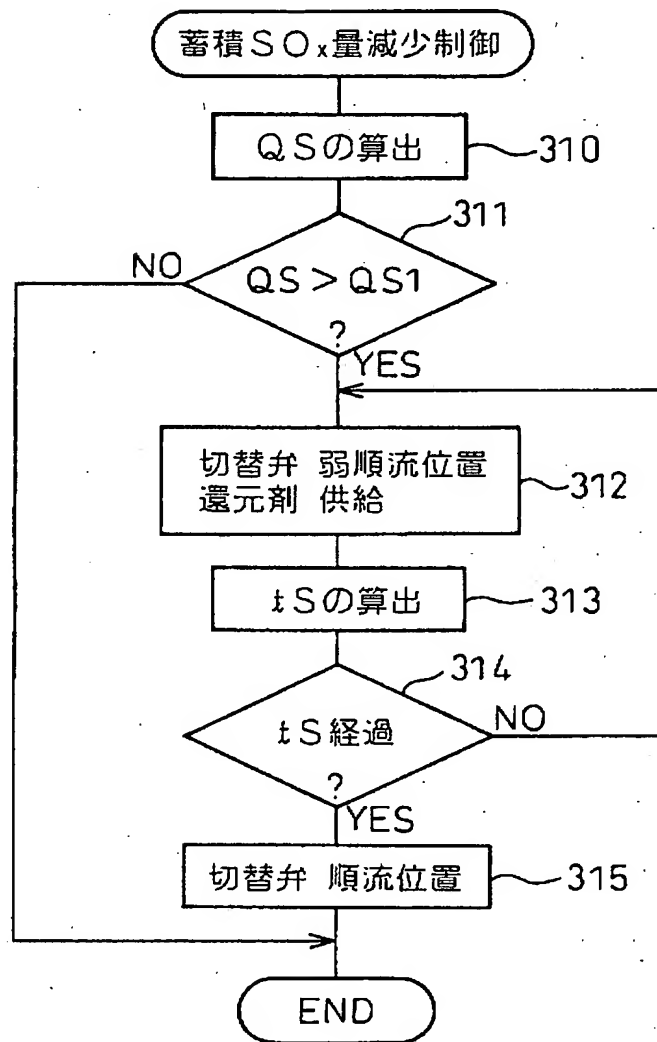 蓄積SOx量減少制御
QSの算出
310
311
NO
QS > QS1
?
YES
切替弁 弱順流位置
還元剤 供給
312
tSの算出
313
314
NO
tS経過
?
YES
切替弁 順流位置
315
END